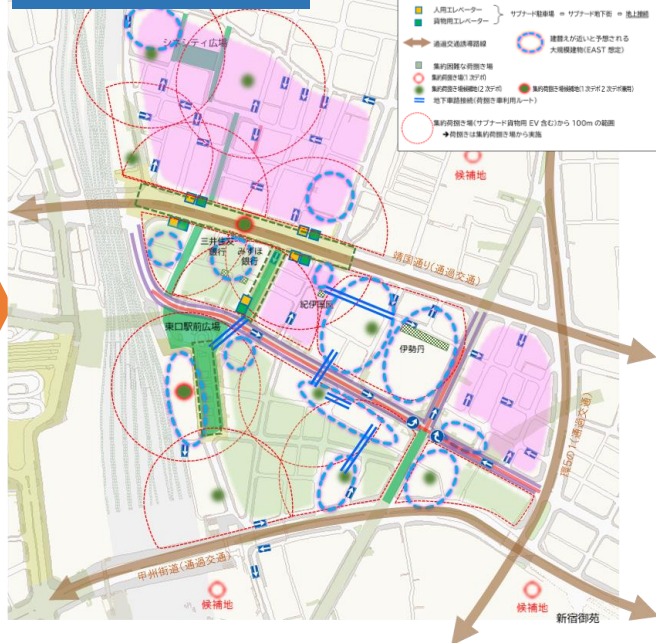 人用エレベーター
貨物用エレベーター
サブナード駐車場 ＝ サブナード地下街 ＝ 地上接続
通過交通誘導路線
建替えが近いと予想される
大規模建物(EAST 想定)
集約困難な荷捌き場
集約荷捌き場(1次デポ)
集約荷捌き場候補地(2次デポ)
集約荷捌き場候補地(1次デポ2次デポ兼用)
地下車路接続(荷捌き車利用ルート)
集約荷捌き場(サブナード貨物用 EV 含む)から 100m の範囲
➔荷捌きは集約荷捌き場から実施
シネシティ広場
候補地
三井住友
銀行
みずほ
銀行
靖国通り(通過交通)
紀伊國屋
東口駅前広場
伊勢丹
環5の1(通過交通)
甲州街道(通過交通)
候補地
候補地
新宿御苑